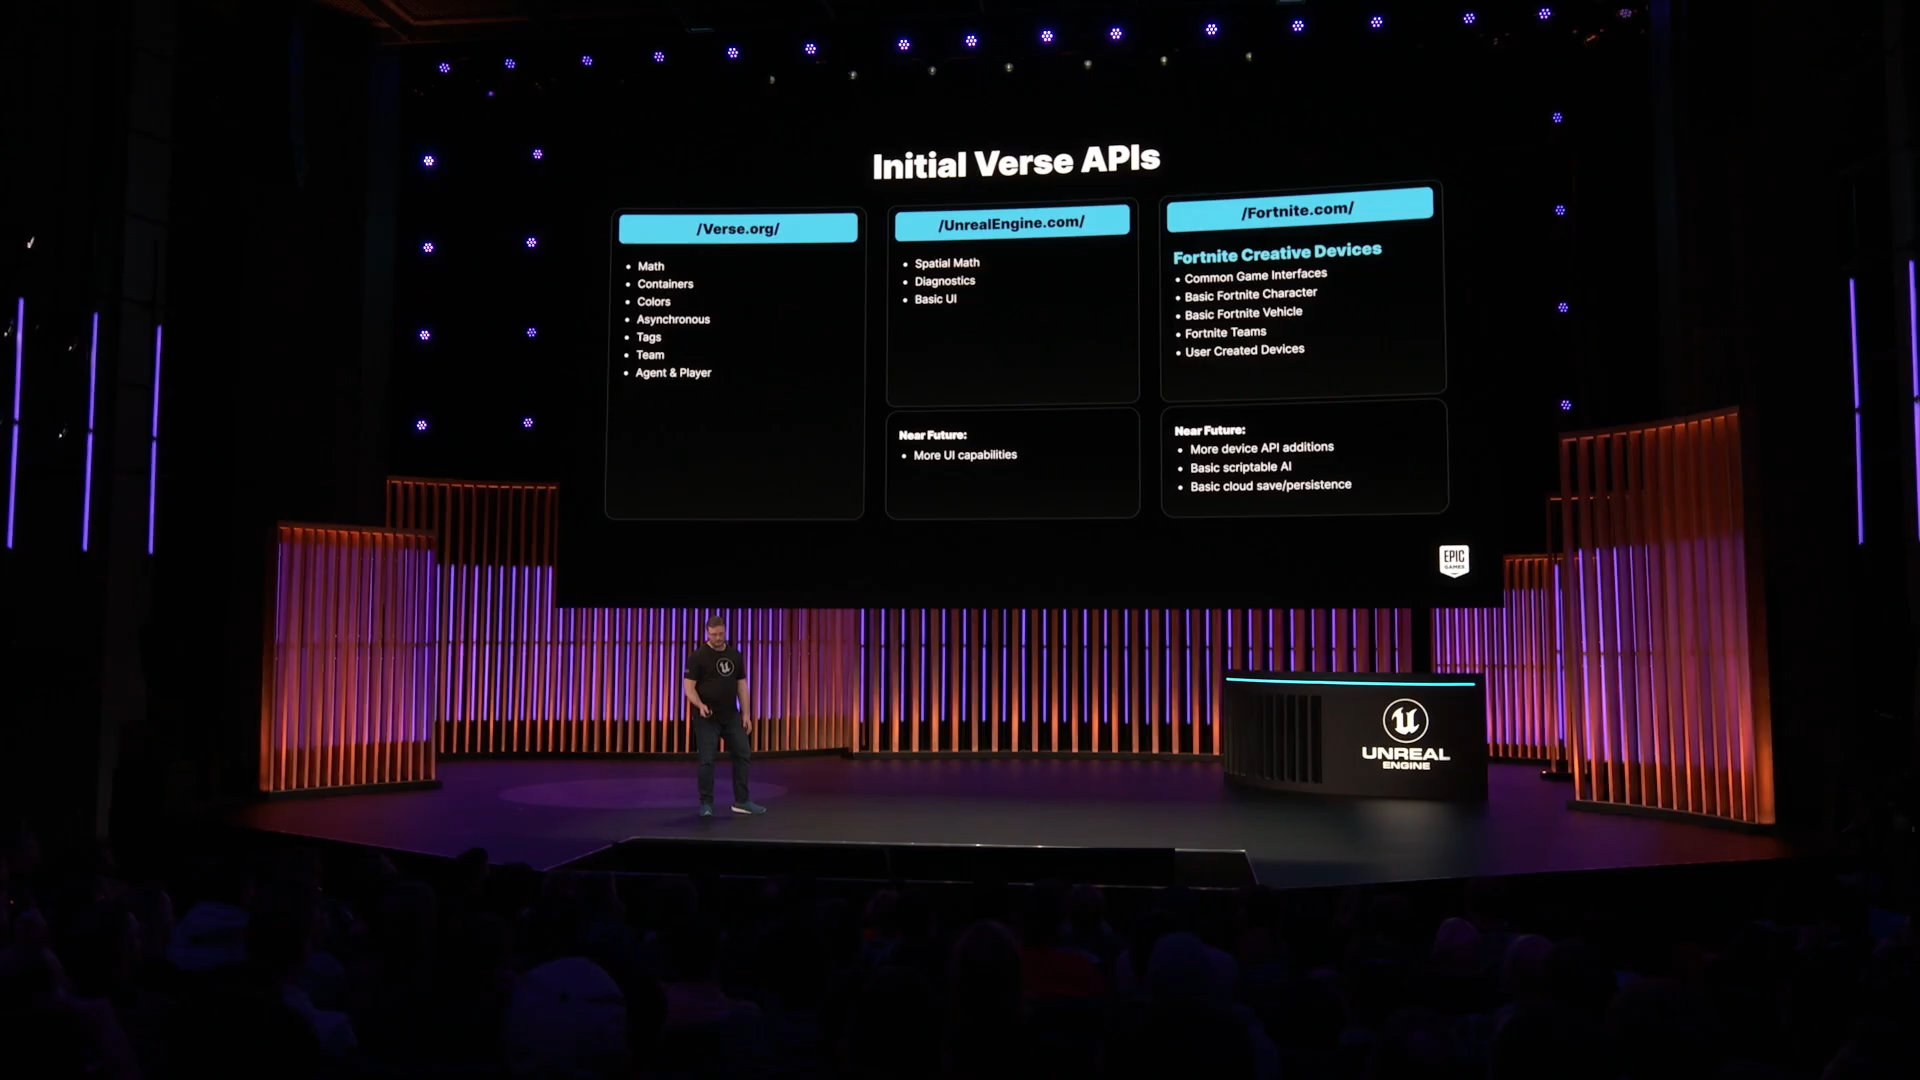 Initial Verse APIs
/Verse.org/
• Math
• Containers
• Colors
• Asynchronous
• Tags
• Team
• Agent & Player
/UnrealEngine.com/
• Spatial Math
• Diagnostics
• Basic UI
Near Future:
• More UI capabilities
/Fortnite.com/
Fortnite Creative Devices
• Common Game Interfaces
• Basic Fortnite Character
• Basic Fortnite Vehicle
• Fortnite Teams
• User Created Devices
Near Future:
• More device API additions
• Basic scriptable AI
• Basic cloud save/persistence
EPIC
GAMES
UNREAL
ENGINE